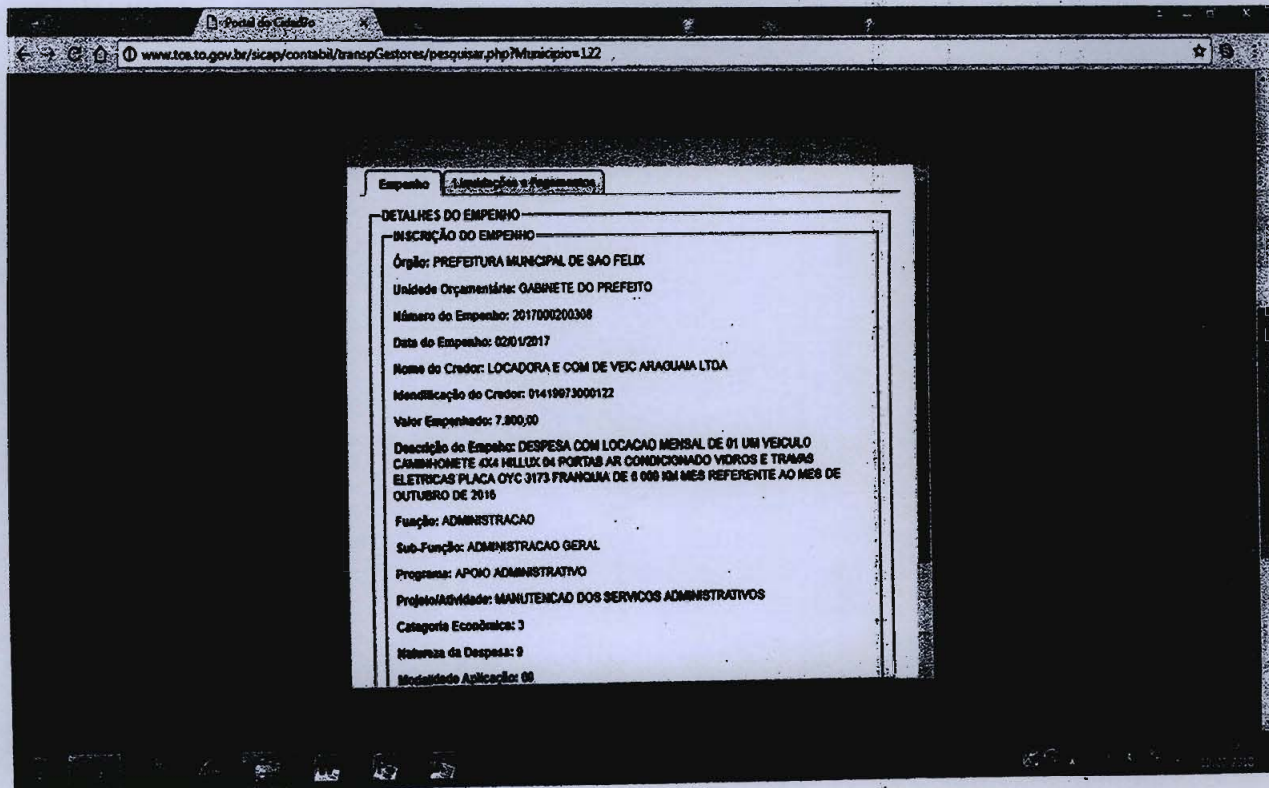 Portal do Cidadão
www.tce.to.gov.br/sicap/contabil/transpGestores/pesquisar.php?Municipio=122
Empenho Liquidações e Pagamentos
DETALHES DO EMPENHO
INSCRIÇÃO DO EMPENHO
Órgão: PREFEITURA MUNICIPAL DE SAO FELIX
Unidade Orçamentária: GABINETE DO PREFEITO
Número do Empenho: 2017000200308
Data do Empenho: 02/01/2017
Nome do Credor: LOCADORA E COM DE VEIC ARAGUAIA LTDA
Identificação do Credor: 01419973000122
Valor Empenhado: 7.800,00
Descrição do Empeho: DESPESA COM LOCACAO MENSAL DE 01 UM VEICULO
CAMINHONETE 4X4 HILLUX 04 PORTAS AR CONDICIONADO VIDROS E TRAVAS
ELETRICAS PLACA OYC 3173 FRANQUIA DE 6 000 KM MES REFERENTE AO MES DE
OUTUBRO DE 2016
Função: ADMINISTRACAO
Sub-Função: ADMINISTRACAO GERAL
Programa: APOIO ADMINISTRATIVO
Projeto/Atividade: MANUTENCAO DOS SERVICOS ADMINISTRATIVOS
Categoria Econômica: 3
Natureza da Despesa: 9
Modalidade Aplicação: 00